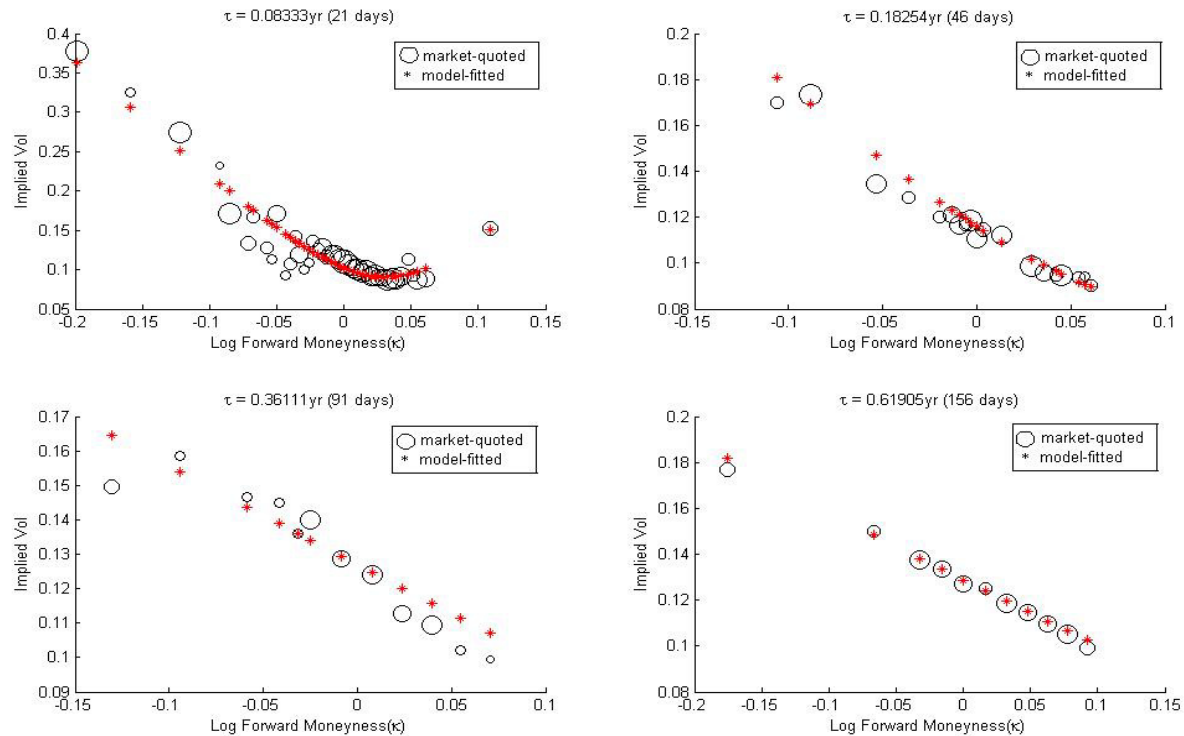 τ = 0.08333yr (21 days)
0.4
0.35
0.3
0.25
0.2
0.15
0.1
0.05
Implied Vol
market-quoted
model-fitted
-0.2 -0.15 -0.1 -0.05 0 0.05 0.1 0.15
Log Forward Moneyness(κ)
τ = 0.18254yr (46 days)
0.2
0.18
0.16
0.14
0.12
0.1
0.08
Implied Vol
market-quoted
model-fitted
-0.15 -0.1 -0.05 0 0.05 0.1
Log Forward Moneyness(κ)
τ = 0.36111yr (91 days)
0.17
0.16
0.15
0.14
0.13
0.12
0.11
0.1
0.09
Implied Vol
market-quoted
model-fitted
-0.15 -0.1 -0.05 0 0.05 0.1
Log Forward Moneyness(κ)
τ = 0.61905yr (156 days)
0.2
0.18
0.16
0.14
0.12
0.1
0.08
Implied Vol
market-quoted
model-fitted
-0.2 -0.15 -0.1 -0.05 0 0.05 0.1 0.15
Log Forward Moneyness(κ)